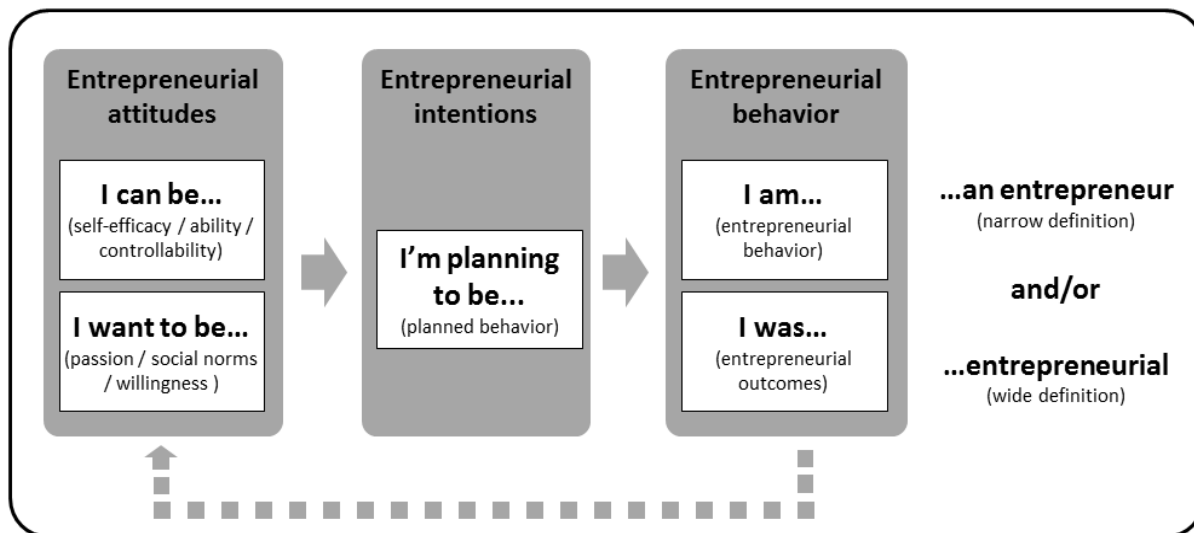 Entrepreneurial
attitudes
I can be...
(self-efficacy / ability /
controllability)
I want to be...
(passion / social norms
/ willingness )
Entrepreneurial
intentions
I'm planning
to be...
(planned behavior)
Entrepreneurial
behavior
I am...
(entrepreneurial
behavior)
I was...
(entrepreneurial
outcomes)
...an entrepreneur
(narrow definition)
and/or
...entrepreneurial
(wide definition)